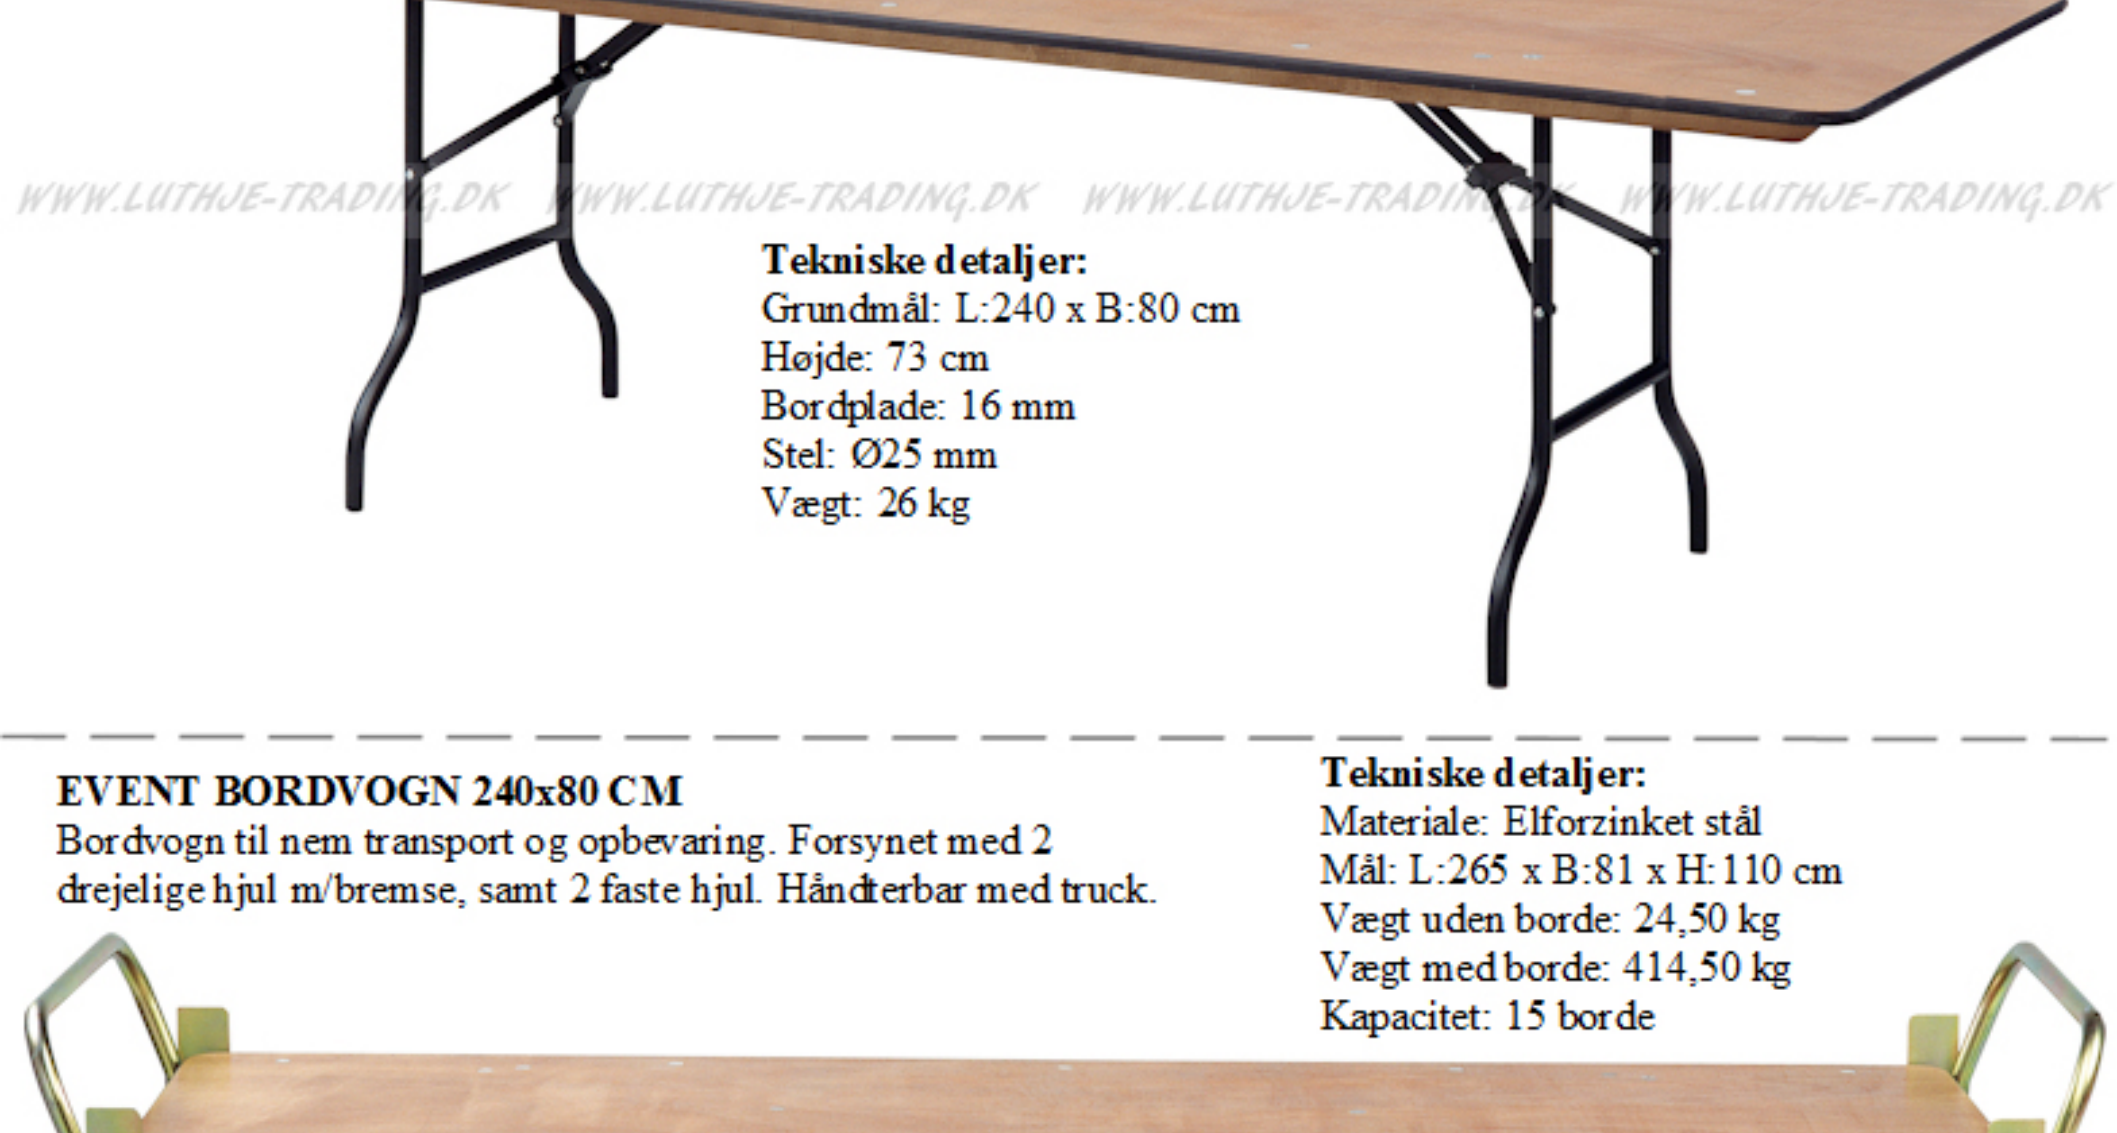 WWW.LUTHJE-TRADING.DK WWW.LUTHJE-TRADING.DK WWW.LUTHJE-TRADING.DK WWW.LUTHJE-TRADING.DK
Tekniske detaljer:
Grundmål: L:240 x B:80 cm
Højde: 73 cm
Bordplade: 16 mm
Stel: Ø25 mm
Vægt: 26 kg
EVENT BORDVOGN 240x80 CM
Bordvogn til nem transport og opbevaring. Forsynet med 2
drejelige hjul m/bremse, samt 2 faste hjul. Håndterbar med truck.
Tekniske detaljer:
Materiale: Elforzinket stål
Mål: L:265 x B:81 x H:110 cm
Vægt uden borde: 24,50 kg
Vægt med borde: 414,50 kg
Kapacitet: 15 borde